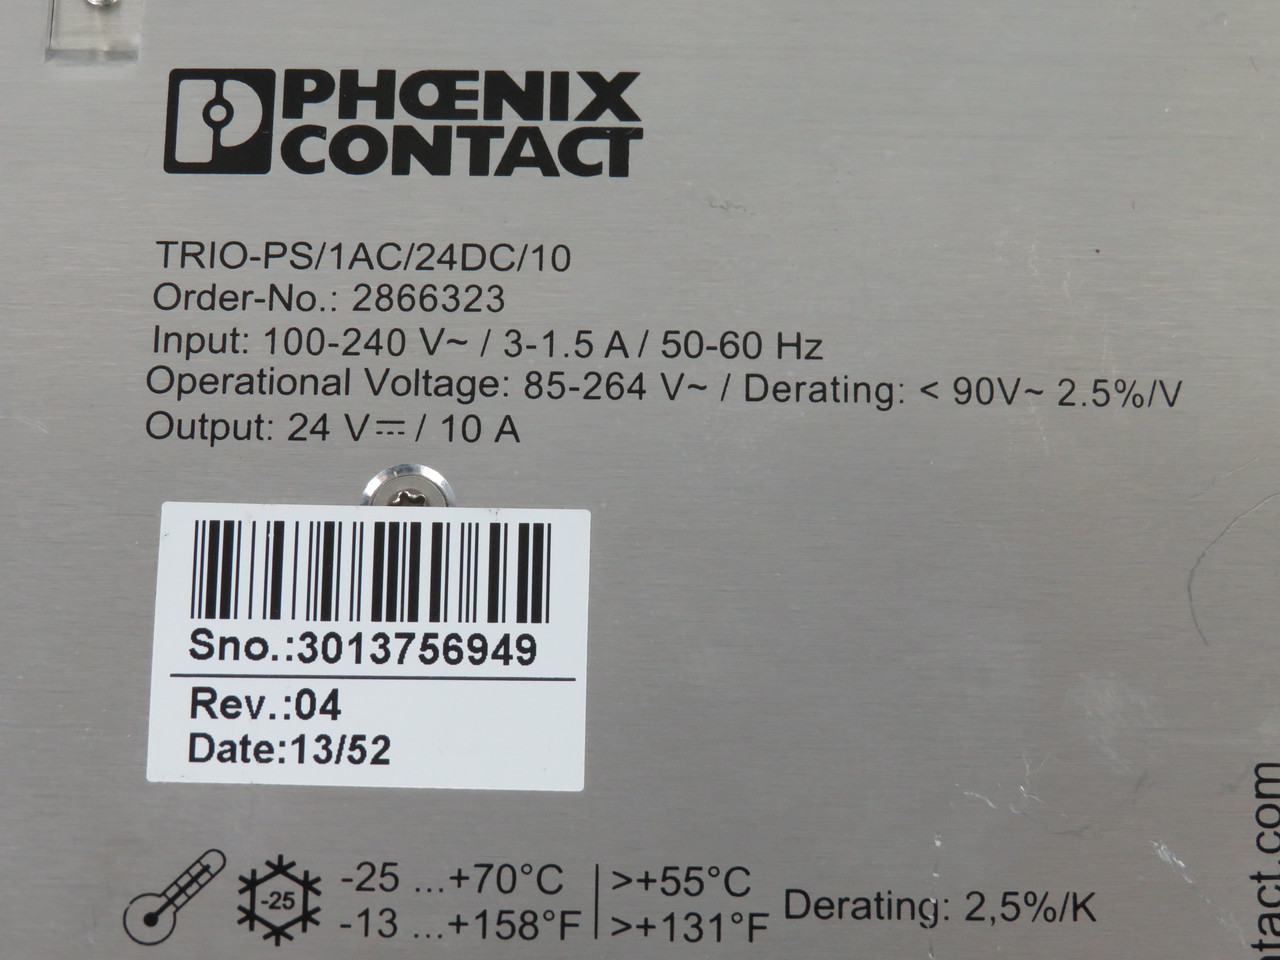 PHŒNIX
CONTACT
TRIO-PS/1AC/24DC/10
Order-No.: 2866323
Input: 100-240 V~ / 3-1.5 A / 50-60 Hz
Operational Voltage: 85-264 V~ / Derating: < 90V~ 2.5%/V
Output: 24 V⎓ / 10 A
Sno.:3013756949
Rev.:04
Date:13/52
-25
-25 ...+70°C | >+55°C
-13 ...+158°F | >+131°F
Derating: 2,5%/K
ntact.com